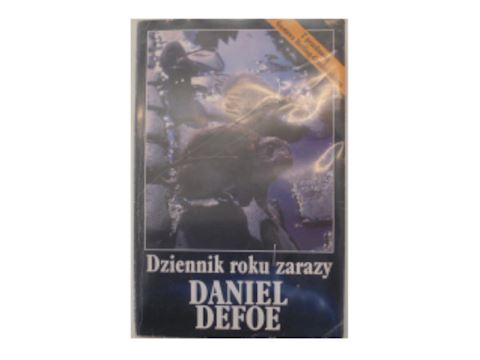 Dziennik roku zarazy
DANIEL
DEFOE